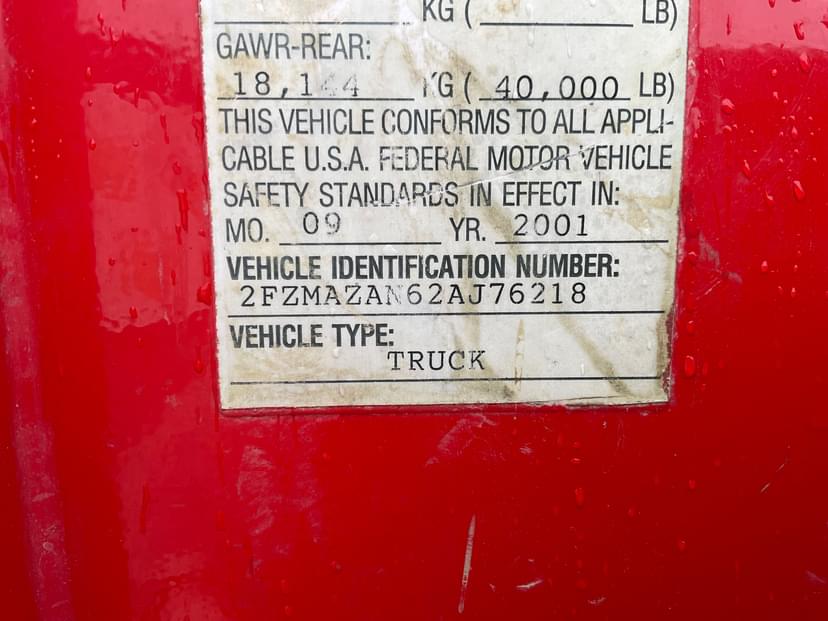 KG ( LB)
GAWR-REAR:
18,144 KG ( 40,000 LB)
THIS VEHICLE CONFORMS TO ALL APPLI-
CABLE U.S.A. FEDERAL MOTOR VEHICLE
SAFETY STANDARDS IN EFFECT IN:
MO. 09 YR. 2001
VEHICLE IDENTIFICATION NUMBER:
2FZMAZAN62AJ76218
VEHICLE TYPE:
TRUCK